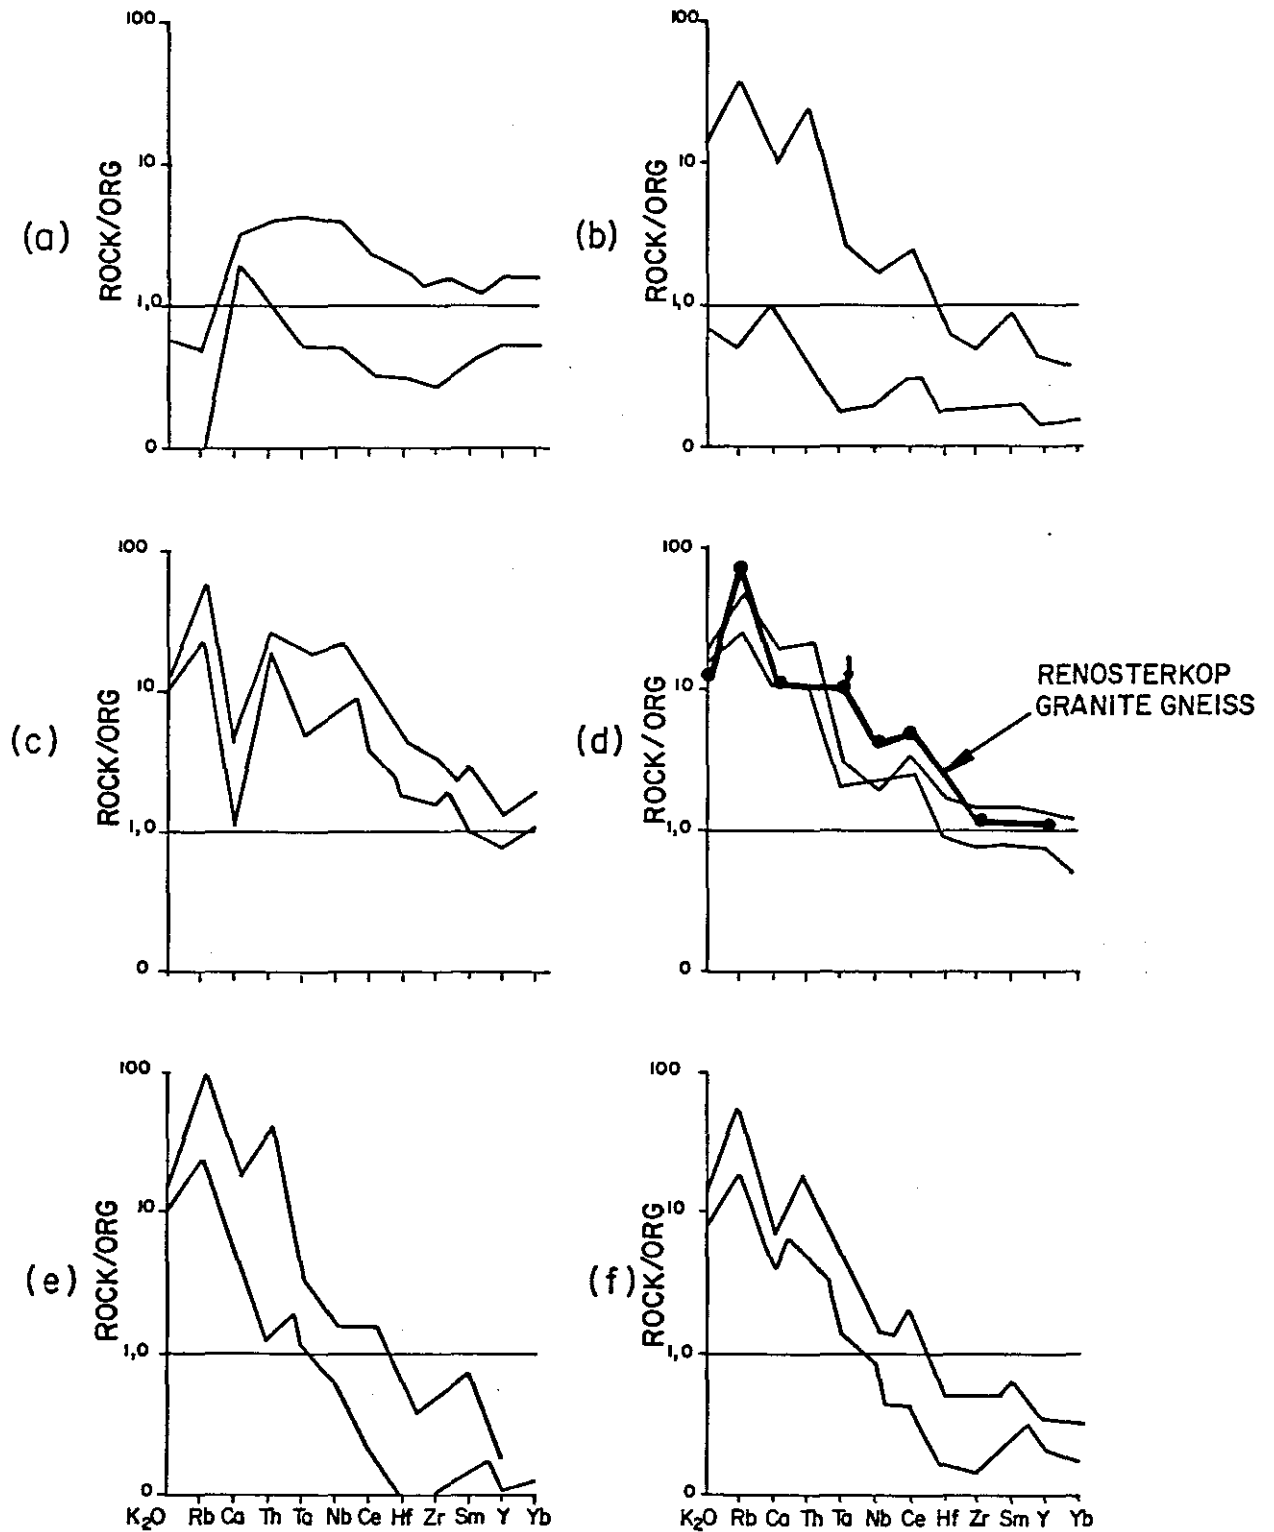 100
10
1,0
0
ROCK/ORG
(a)
100
10
1,0
0
ROCK/ORG
(b)
100
10
1,0
0
ROCK/ORG
(c)
100
10
1,0
0
ROCK/ORG
(d)
RENOSTERKOP
GRANITE GNEISS
100
10
1,0
0
ROCK/ORG
(e)
K2O Rb Ca Th Ta Nb Ce Hf Zr Sm Y Yb
100
10
1,0
0
ROCK/ORG
(f)
K2O Rb Ca Th Ta Nb Ce Hf Zr Sm Y Yb